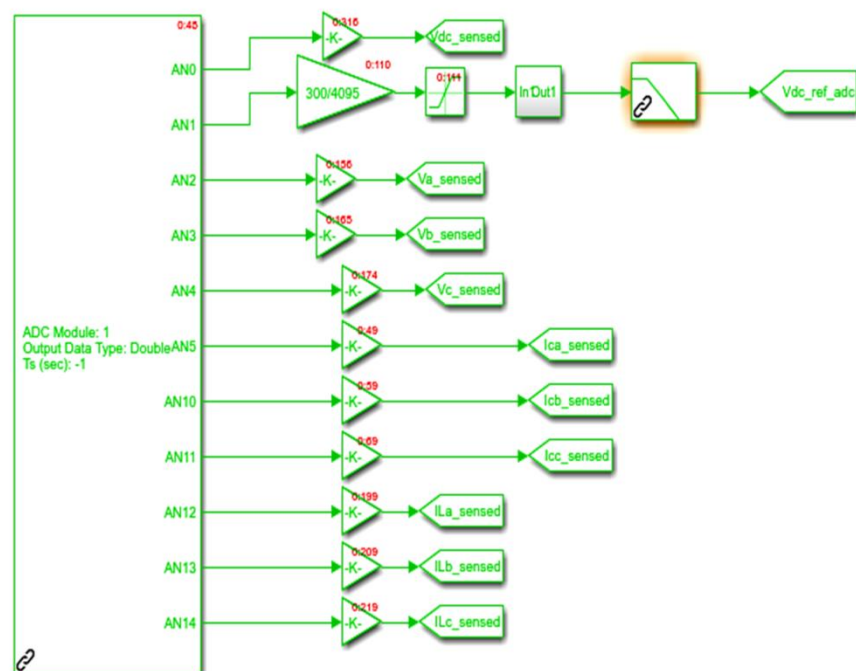 0:45
0:316
-K-
Vdc_sensed
AN0
0:110
300/4095
0:111
In1Out1
Vdc_ref_adc
AN1
0:156
AN2
-K-
Va_sensed
0:165
AN3
-K-
Vb_sensed
0:174
AN4
-K-
Vc_sensed
ADC Module: 1
Output Data Type: Double
Ts (sec): -1
0:49
AN5
-K-
Ica_sensed
0:59
AN10
-K-
Icb_sensed
0:69
AN11
-K-
Icc_sensed
0:199
AN12
-K-
ILa_sensed
0:209
AN13
-K-
ILb_sensed
0:219
AN14
-K-
ILc_sensed